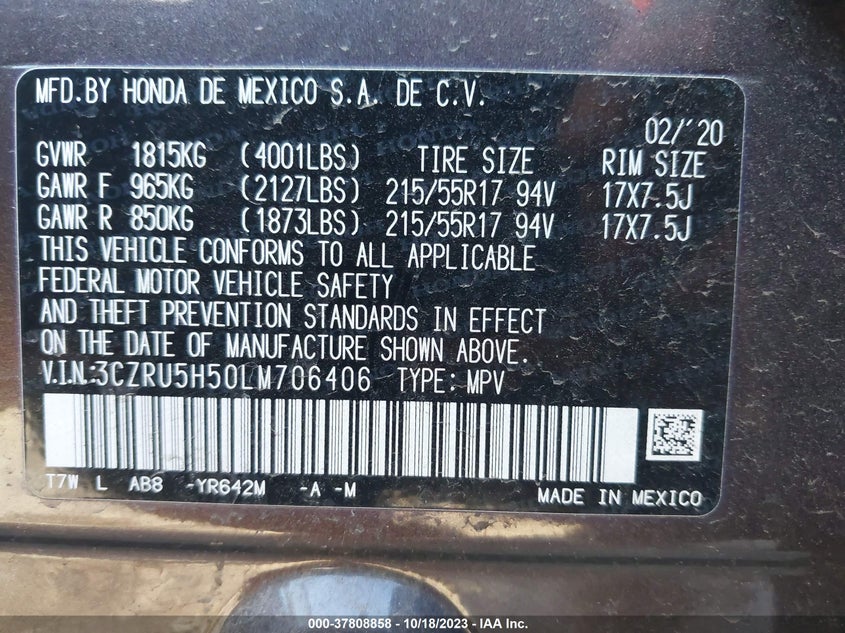 MFD.BY HONDA DE MEXICO S.A. DE C.V.
02/'20
GVWR 1815KG (4001LBS) TIRE SIZE RIM SIZE
GAWR F 965KG (2127LBS) 215/55R17 94V 17X7.5J
GAWR R 850KG (1873LBS) 215/55R17 94V 17X7.5J
THIS VEHICLE CONFORMS TO ALL APPLICABLE
FEDERAL MOTOR VEHICLE SAFETY
AND THEFT PREVENTION STANDARDS IN EFFECT
ON THE DATE OF MANUFACTURE SHOWN ABOVE.
V.I.N:3CZRU5H50LM706406 TYPE:MPV
T7W L AB8 -YR642M -A -M
MADE IN MEXICO
000-37808858 - 10/18/2023 - IAA Inc.